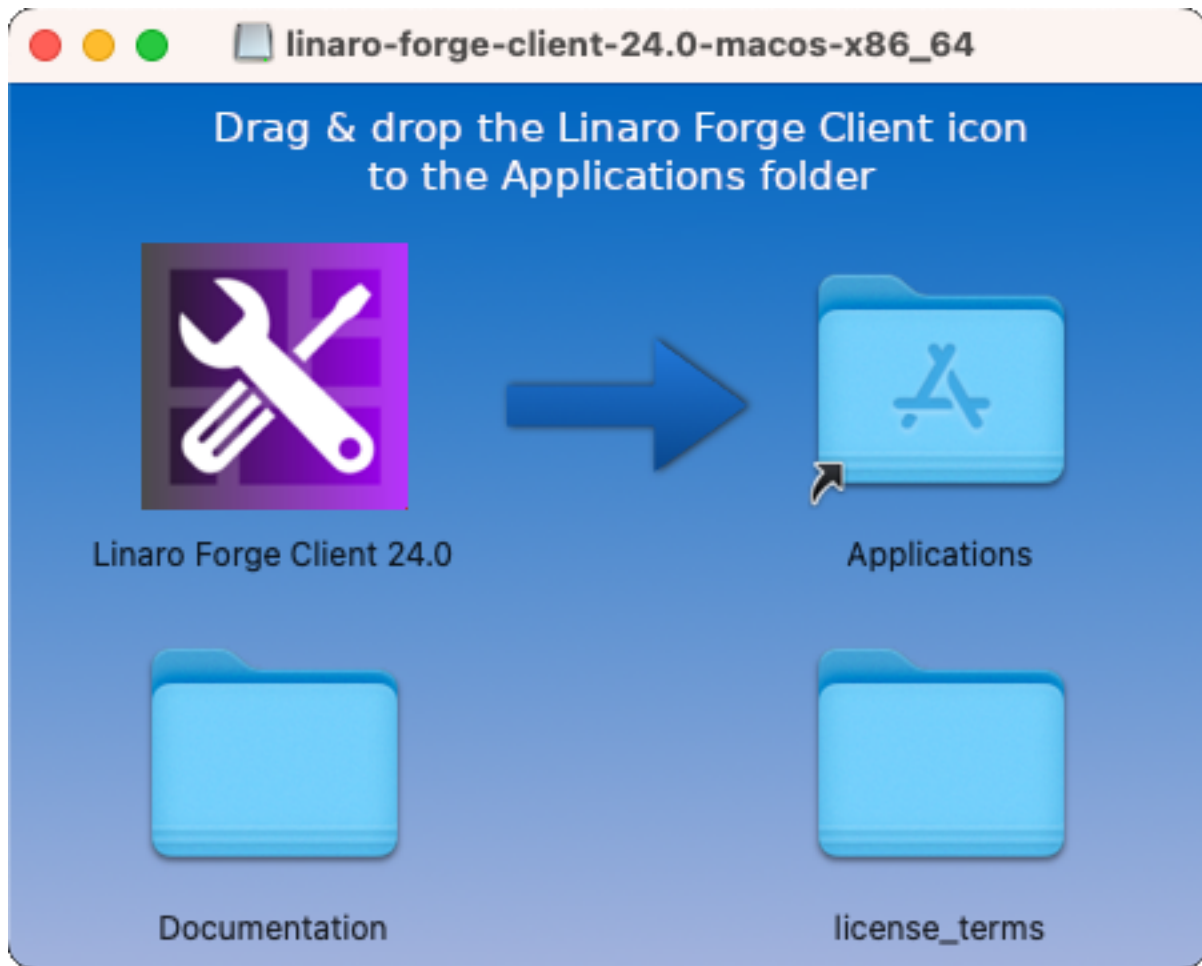 linaro-forge-client-24.0-macos-x86_64
Drag & drop the Linaro Forge Client icon
to the Applications folder
Linaro Forge Client 24.0
Applications
Documentation
license_terms